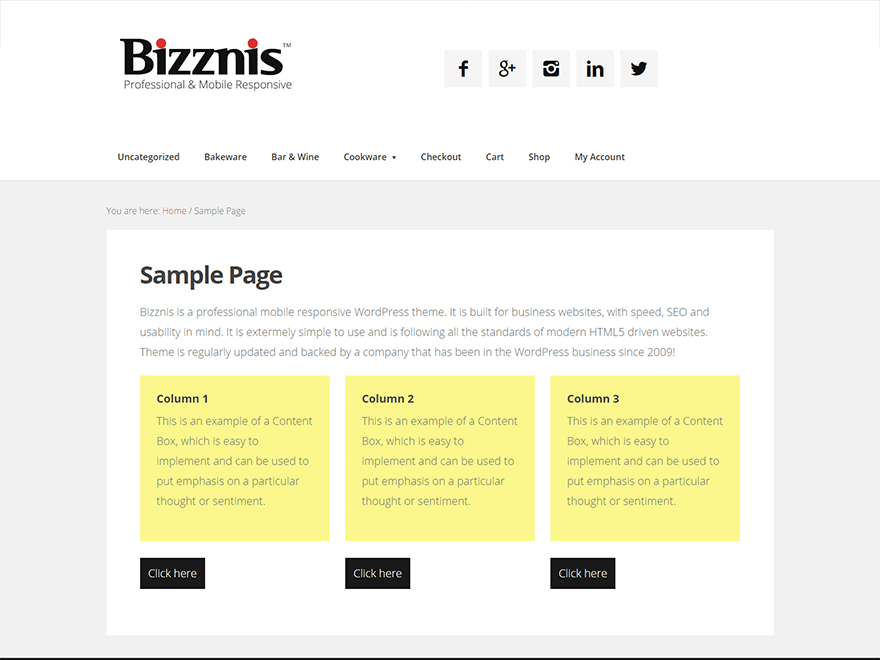 Bizznis™
Professional & Mobile Responsive
f g+ in
Uncategorized Bakeware Bar & Wine Cookware Checkout Cart Shop My Account
You are here: Home / Sample Page
Sample Page
Bizznis is a professional mobile responsive WordPress theme. It is built for business websites, with speed, SEO and
usability in mind. It is extermely simple to use and is following all the standards of modern HTML5 driven websites.
Theme is regularly updated and backed by a company that has been in the WordPress business since 2009!
Column 1
This is an example of a Content
Box, which is easy to
implement and can be used to
put emphasis on a particular
thought or sentiment.
Click here
Column 2
This is an example of a Content
Box, which is easy to
implement and can be used to
put emphasis on a particular
thought or sentiment.
Click here
Column 3
This is an example of a Content
Box, which is easy to
implement and can be used to
put emphasis on a particular
thought or sentiment.
Click here